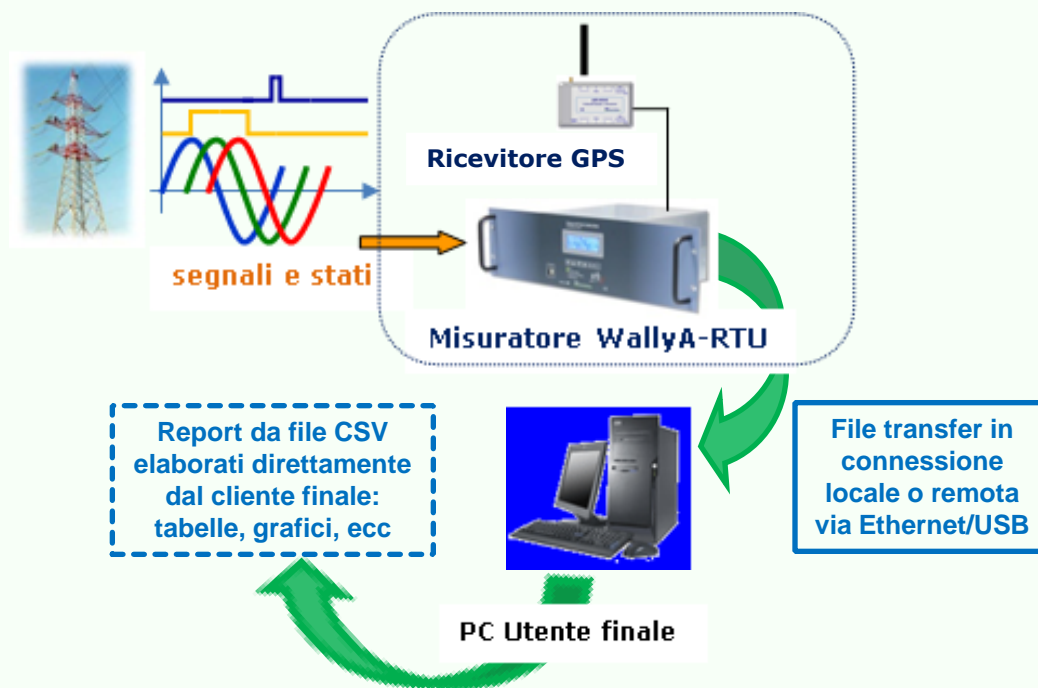 Ricevitore GPS
segnali e stati
Misuratore WallyA-RTU
Report da file CSV
elaborati direttamente
dal cliente finale:
tabelle, grafici, ecc
File transfer in
connessione
locale o remota
via Ethernet/USB
PC Utente finale